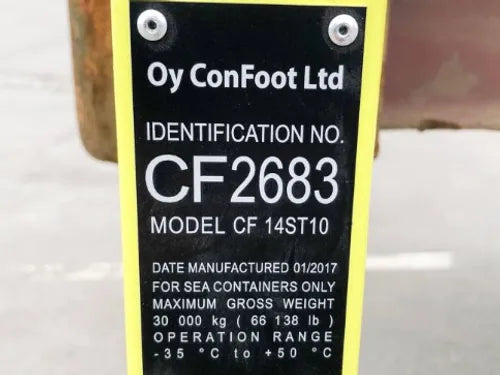 Oy ConFoot Ltd
IDENTIFICATION NO.
CF2683
MODEL CF 14ST10
DATE MANUFACTURED 01/2017
FOR SEA CONTAINERS ONLY
MAXIMUM GROSS WEIGHT
30 000 kg ( 66 138 lb )
OPERATION RANGE
-35 °C to +50 °C